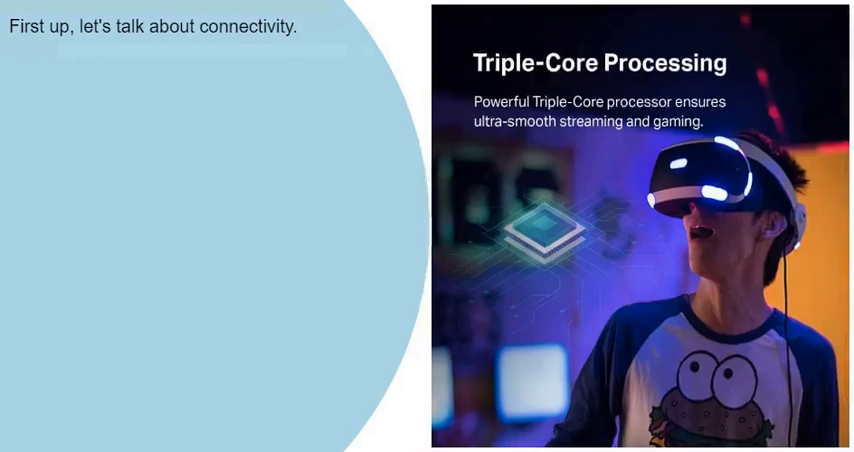 First up, let's talk about connectivity.
Triple-Core Processing
Powerful Triple-Core processor ensures
ultra-smooth streaming and gaming.